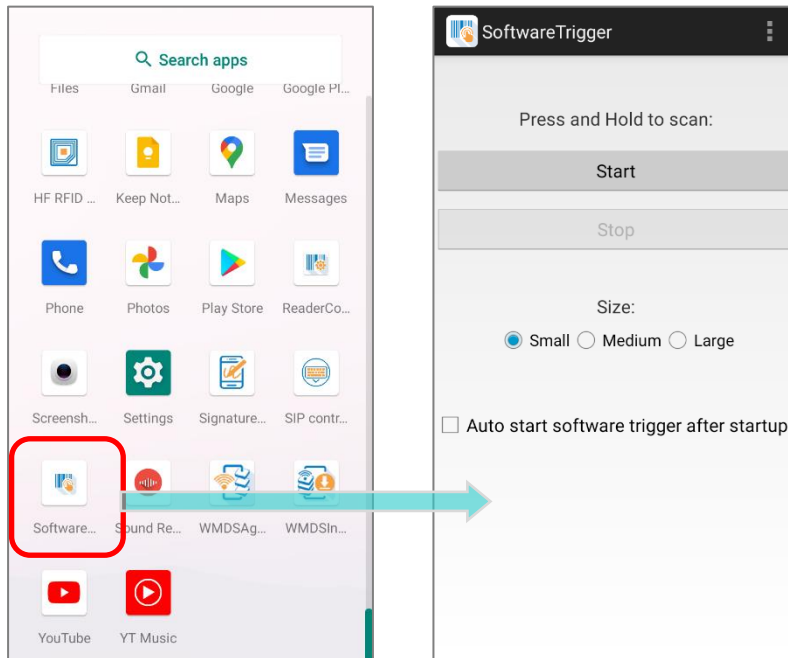 Search apps
Files Gmail Google Google Pl...
HF RFID ... Keep Not... Maps Messages
Phone Photos Play Store ReaderCo...
Screensh... Settings Signature... SIP contr...
Software... Sound Re... WMDSAg... WMDSIn...
YouTube YT Music
SoftwareTrigger
Press and Hold to scan:
Start
Stop
Size:
Small Medium Large
Auto start software trigger after startup